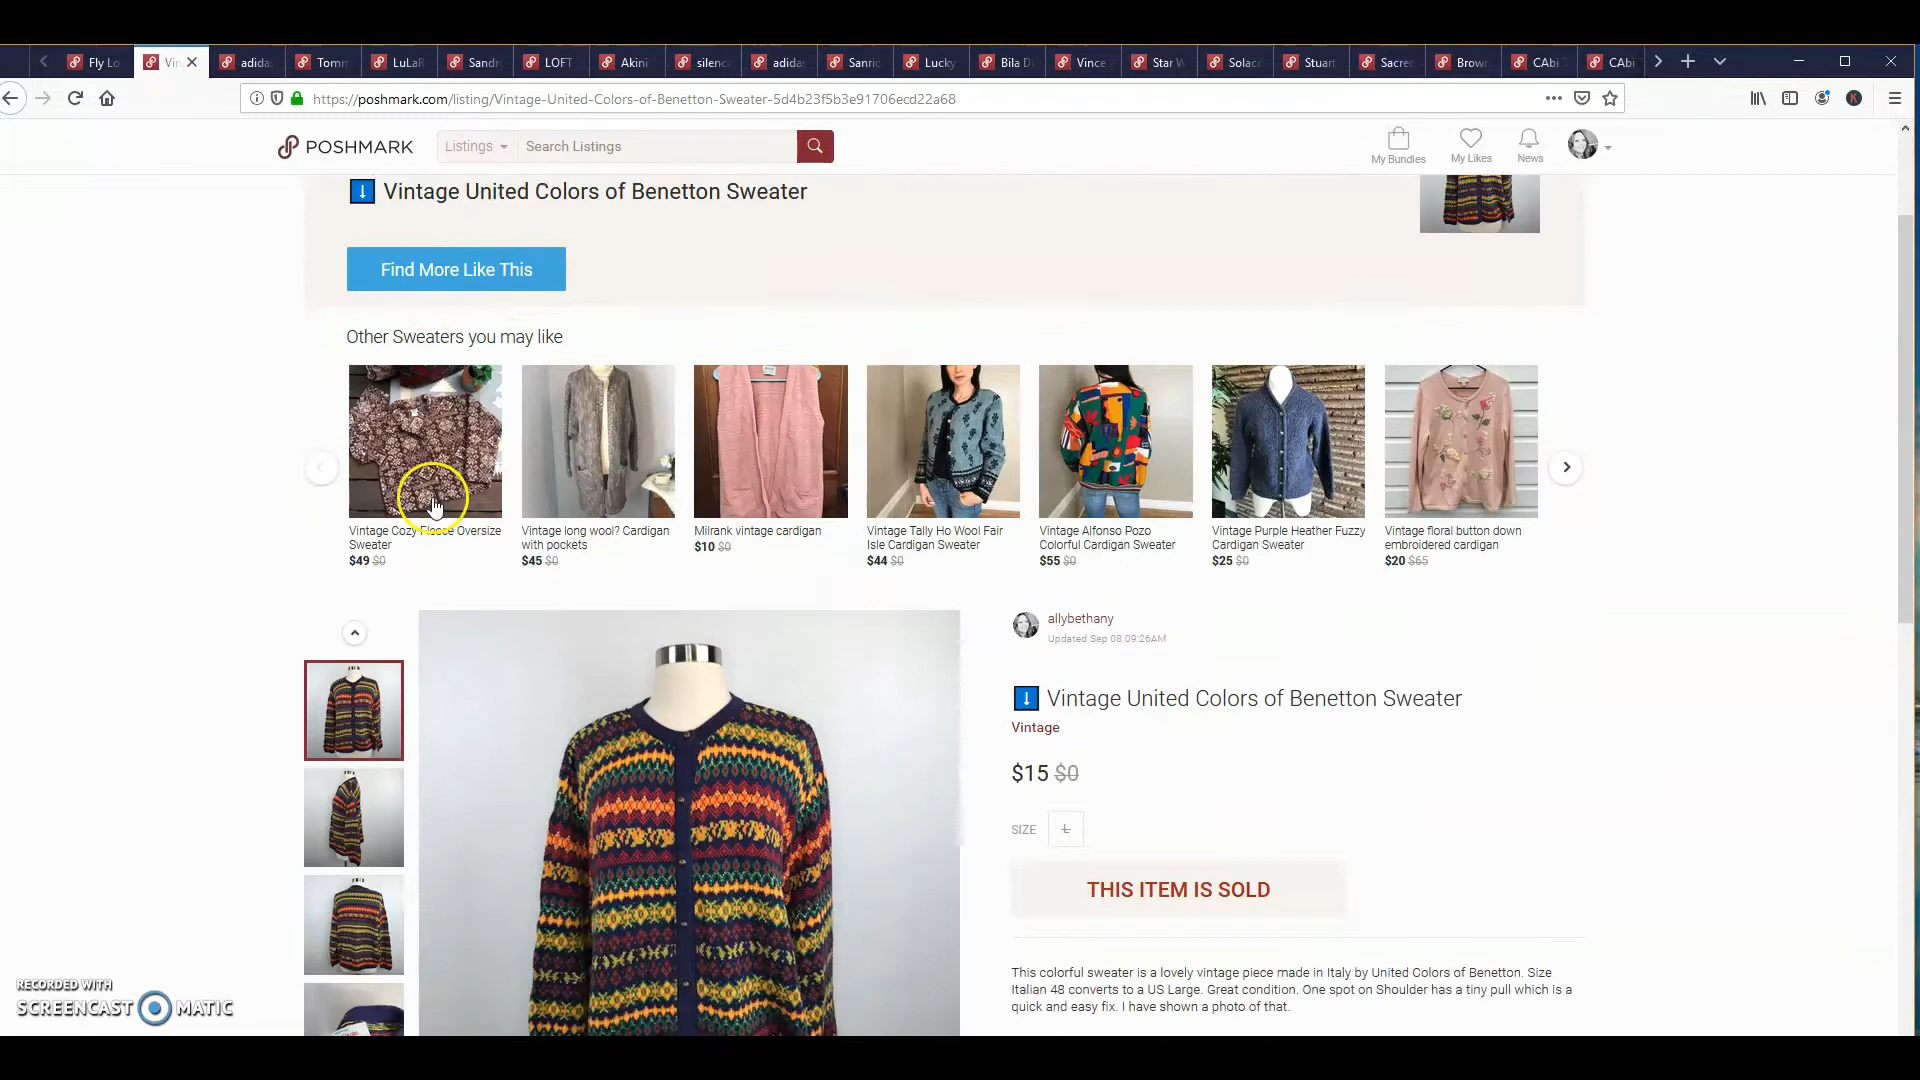 Fly Lo
Vin
adidas
Tomm
LuLaR
Sandr
LOFT
Akini
silenc
adidas
Sanric
Lucky
Bila D
Vince
Star W
Solace
Stuart
Sacred
Brown
CAbi T
CAbi
https://poshmark.com/listing/Vintage-United-Colors-of-Benetton-Sweater-5d4b23f5b3e91706ecd22a68
K
POSHMARK
Listings
Search Listings
My Bundles
My Likes
News
Vintage United Colors of Benetton Sweater
Find More Like This
Other Sweaters you may like
Vintage Cozy Fleece Oversize
Sweater
$49 $0
Vintage long wool? Cardigan
with pockets
$45 $0
Milrank vintage cardigan
$10 $0
Vintage Tally Ho Wool Fair
Isle Cardigan Sweater
$44 $0
Vintage Alfonso Pozo
Colorful Cardigan Sweater
$55 $0
Vintage Purple Heather Fuzzy
Cardigan Sweater
$25 $0
Vintage floral button down
embroidered cardigan
$20 $65
allybethany
Updated Sep 08 09:26AM
Vintage United Colors of Benetton Sweater
Vintage
$15 $0
SIZE L
THIS ITEM IS SOLD
This colorful sweater is a lovely vintage piece made in Italy by United Colors of Benetton. Size
Italian 48 converts to a US Large. Great condition. One spot on Shoulder has a tiny pull which is a
quick and easy fix. I have shown a photo of that.
RECORDED WITH
SCREENCAST MATIC